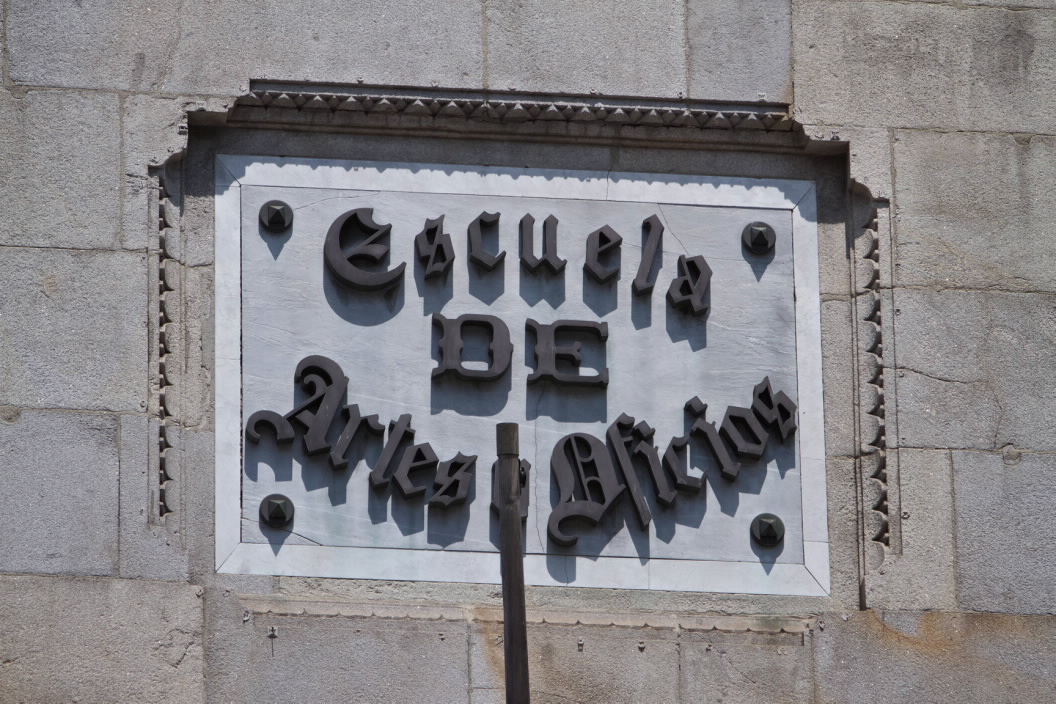 Escuela
DE
Artes y Oficios